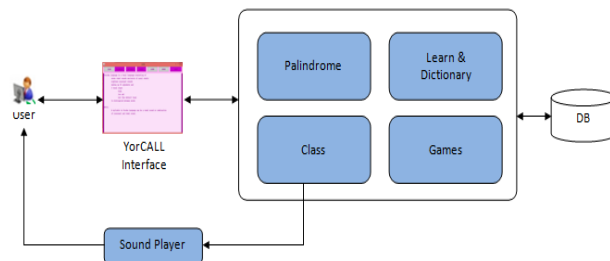 Palindrome
Learn &
Dictionary
User
YorCALL
Interface
Class
Games
DB
Sound Player